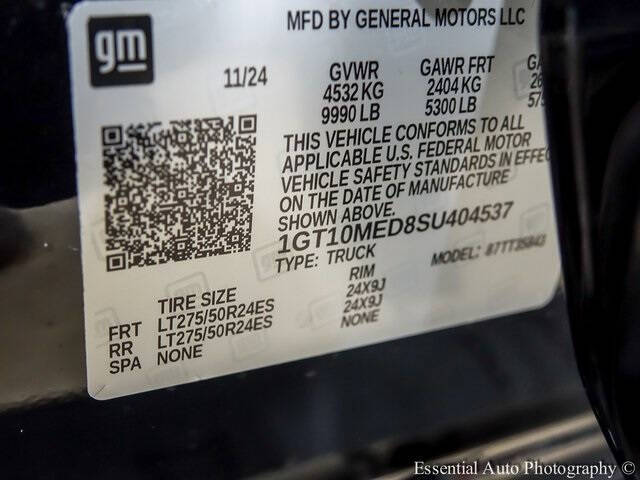 gm
MFD BY GENERAL MOTORS LLC
11/24
GVWR GAWR FRT
4532 KG 2404 KG
9990 LB 5300 LB
THIS VEHICLE CONFORMS TO ALL
APPLICABLE U.S. FEDERAL MOTOR
VEHICLE SAFETY STANDARDS IN EFFEC
ON THE DATE OF MANUFACTURE
SHOWN ABOVE.
1GT10MED8SU404537
TYPE: TRUCK MODEL:
TIRE SIZE RIM
FRT LT275/50R24ES 24X9J
RR LT275/50R24ES 24X9J
SPA NONE NONE
Essential Auto Photography ©